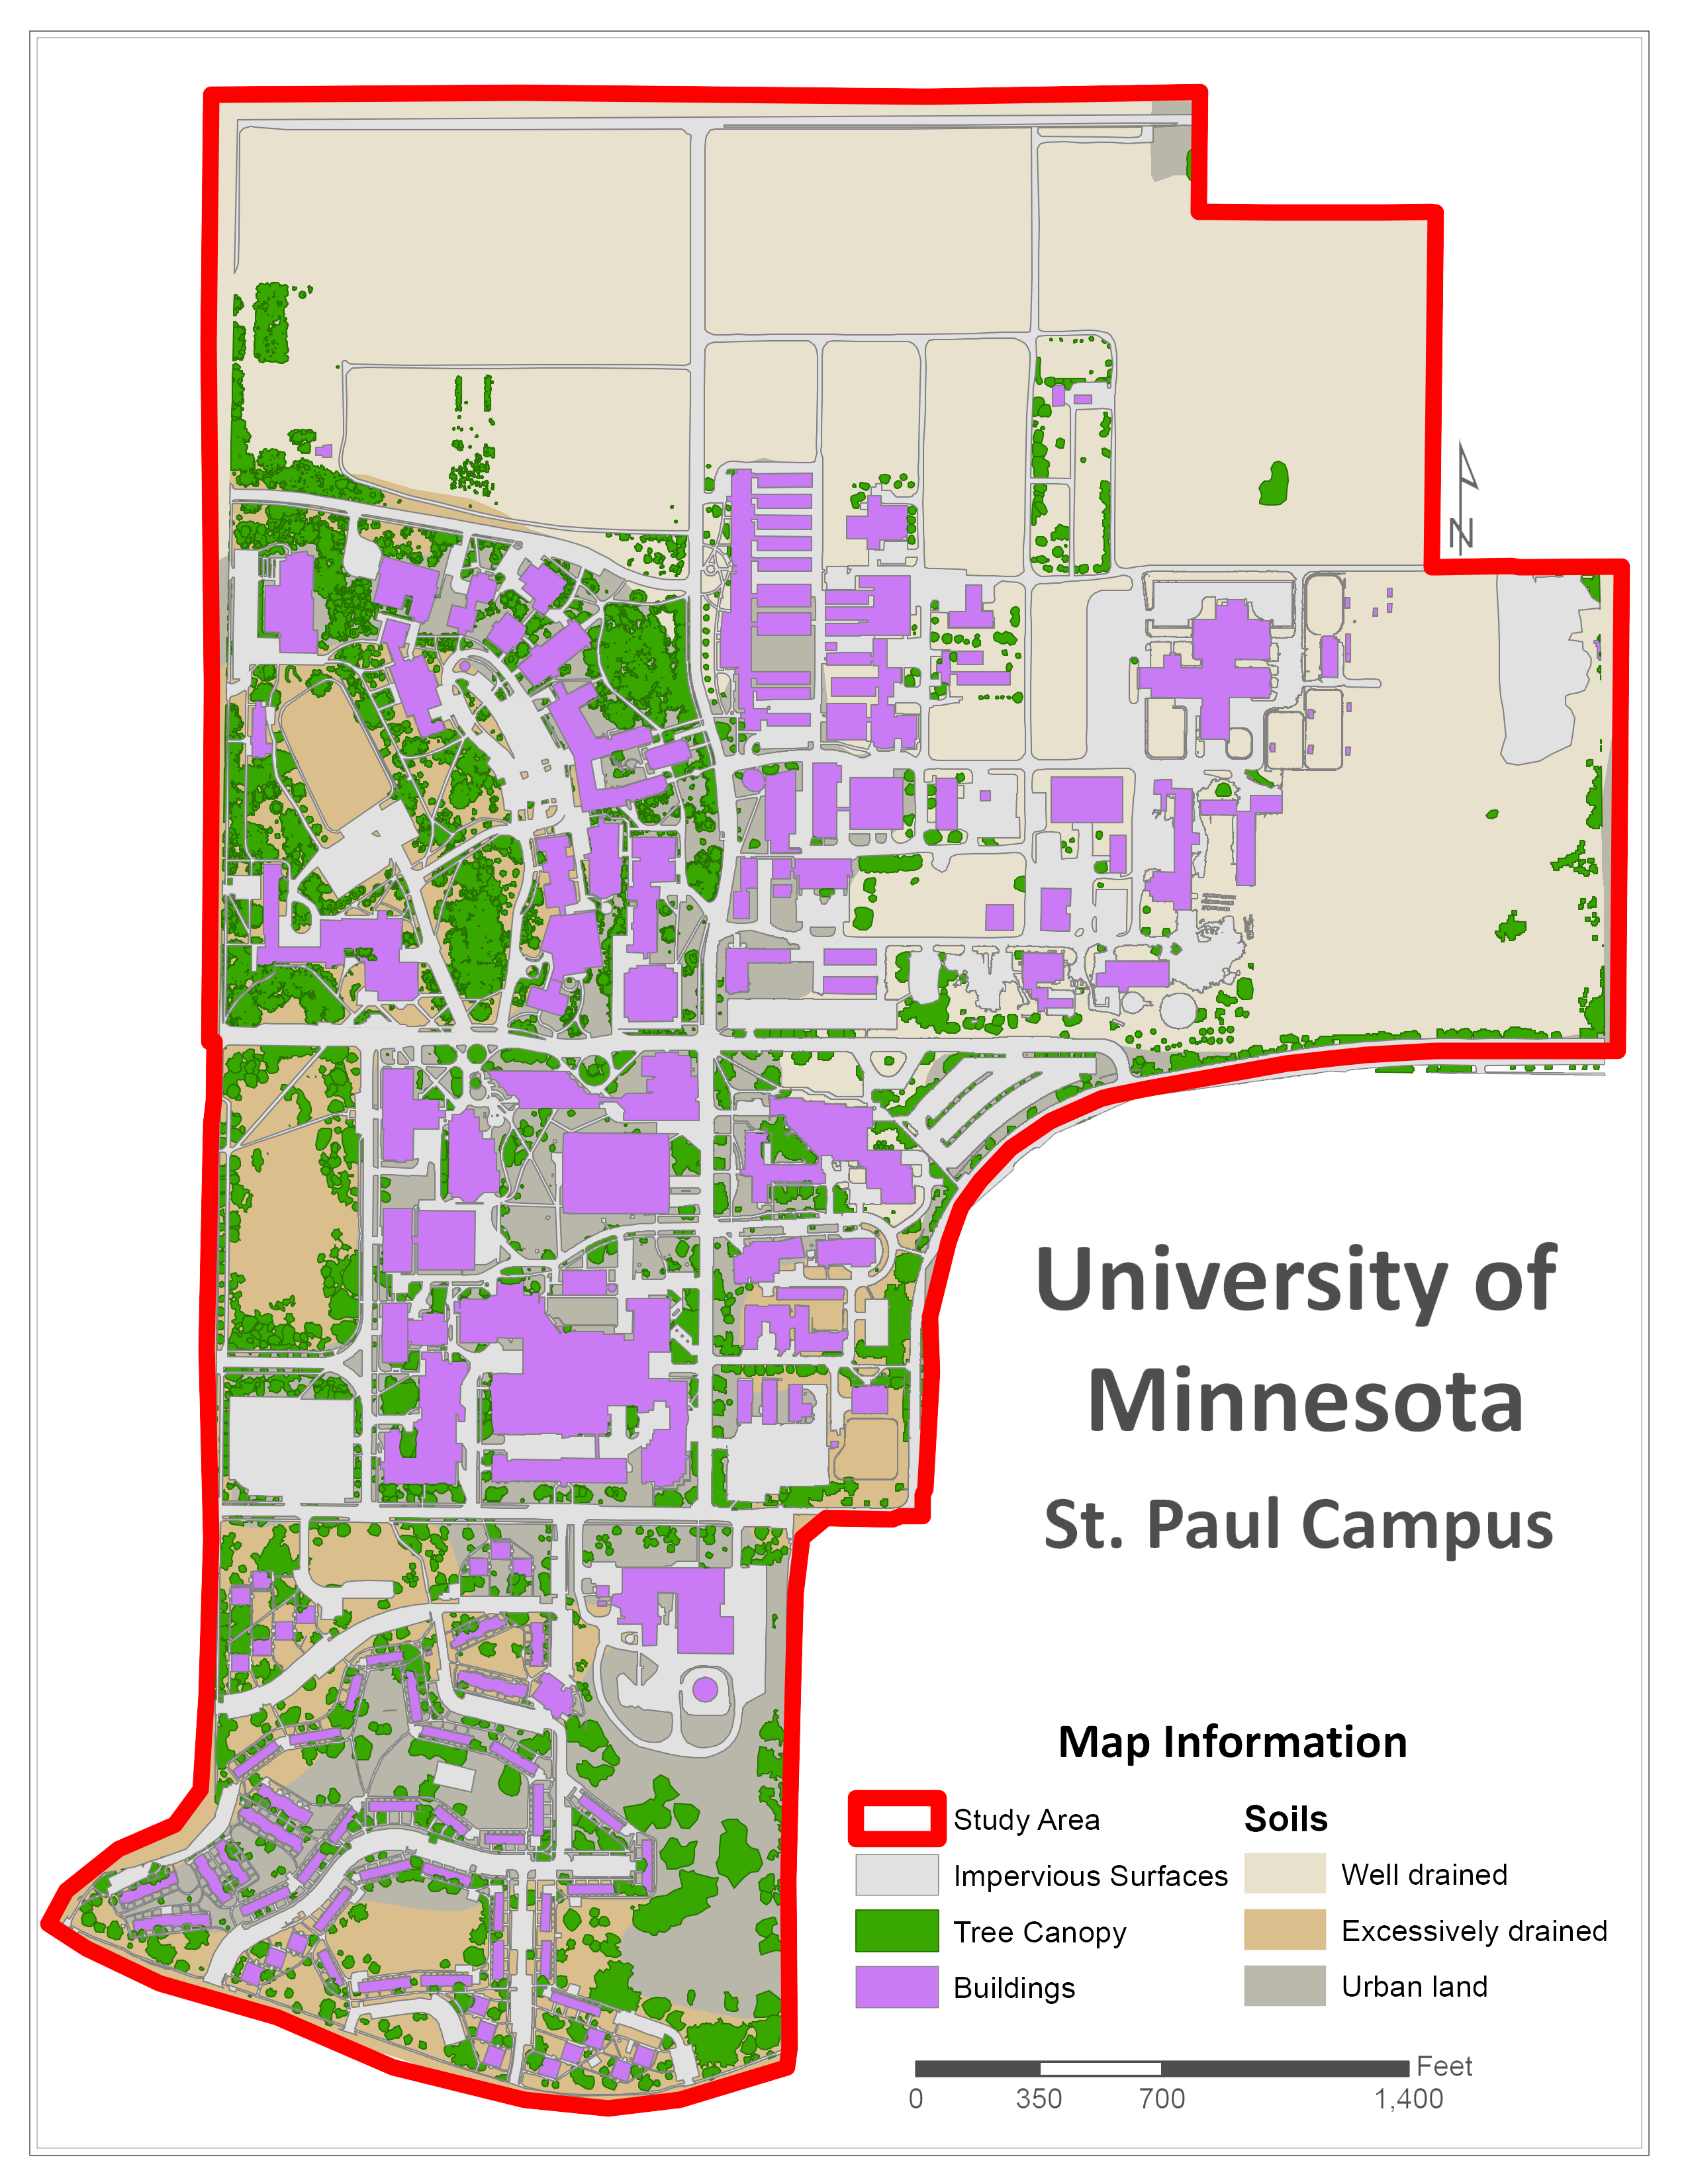 N
University of
Minnesota
St. Paul Campus
Map Information
Study Area
Impervious Surfaces
Tree Canopy
Buildings
Soils
Well drained
Excessively drained
Urban land
Feet
0 350 700 1,400